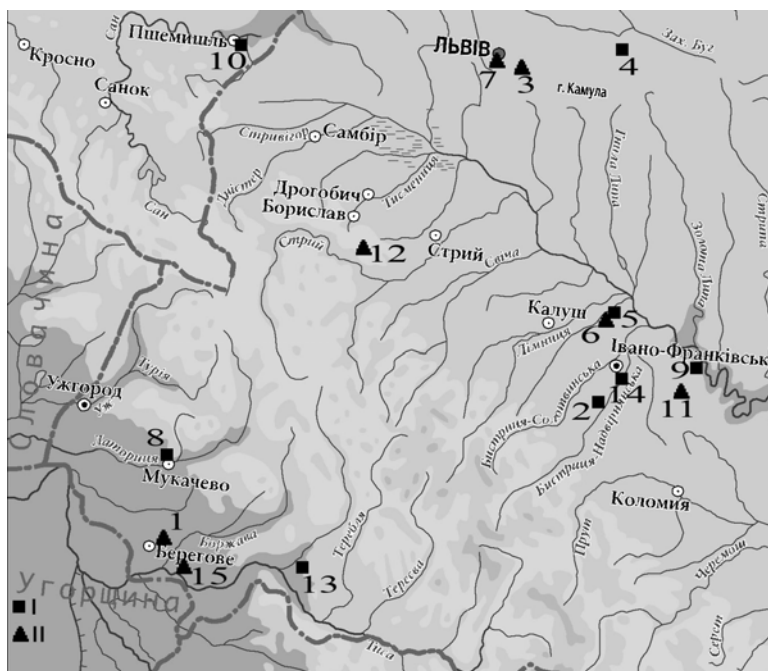 Сан
Пшемишль
10
Кросно
Санок
ЛЬВІВ
7
3
4
Зах. Буг
г. Камула
Стривігор
Самбір
Дністер
Сан
Дрогобич
Тисмениця
Борислав
Стрий
12
Стрий
Свіча
Гнила Липа
Золота Липа
Стрипа
Калуш
5
6
Лімниця
Івано-Франківськ
9
14
2
11
Бистриця-Надвірнянська
Коломия
Прут
Черемош
Серет
Турія
Ужгород
Уж
8
Латориця
Мукачево
1
Боржава
Берегове
15
13
Теребля
Тересва
Тиса
Угорщина
I
II